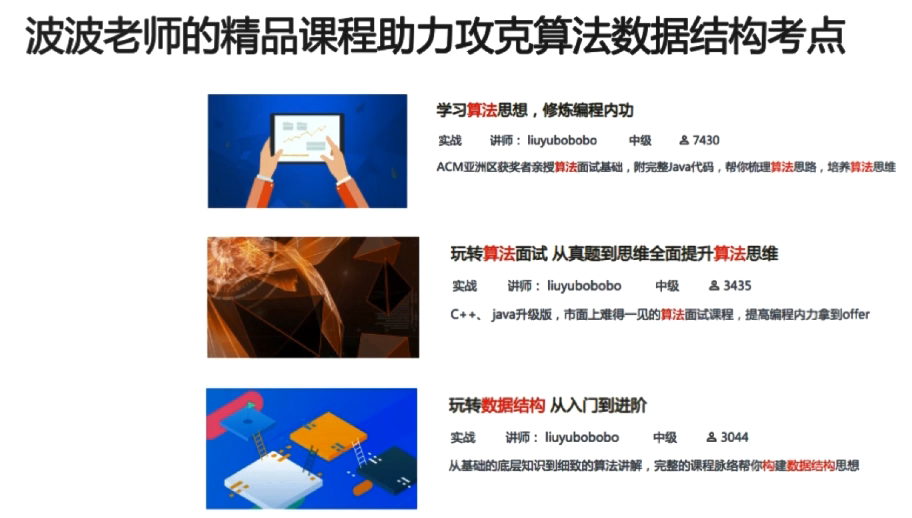 波波老师的精品课程助力攻克算法数据结构考点
学习算法思想，修炼编程内功
实战 讲师： liuyubobobo 中级 7430
ACM亚洲区获奖者亲授算法面试基础，附完整Java代码，帮你梳理算法思路，培养算法思维
玩转算法面试 从真题到思维全面提升算法思维
实战 讲师： liuyubobobo 中级 3435
C++、 java升级版，市面上难得一见的算法面试课程，提高编程内力拿到offer
玩转数据结构 从入门到进阶
实战 讲师： liuyubobobo 中级 3044
从基础的底层知识到细致的算法讲解，完整的课程脉络帮你构建数据结构思想